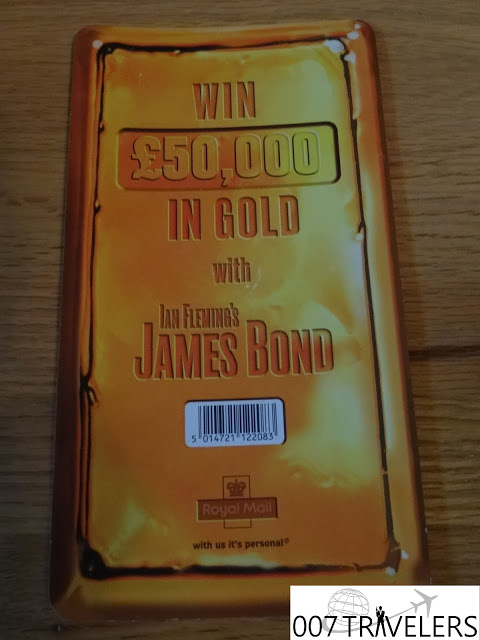 WIN
£50,000
IN GOLD
with
IAN FLEMING'S
JAMES BOND
5 014721 122083
Royal Mail
with us it's personal®
007 TRAVELERS